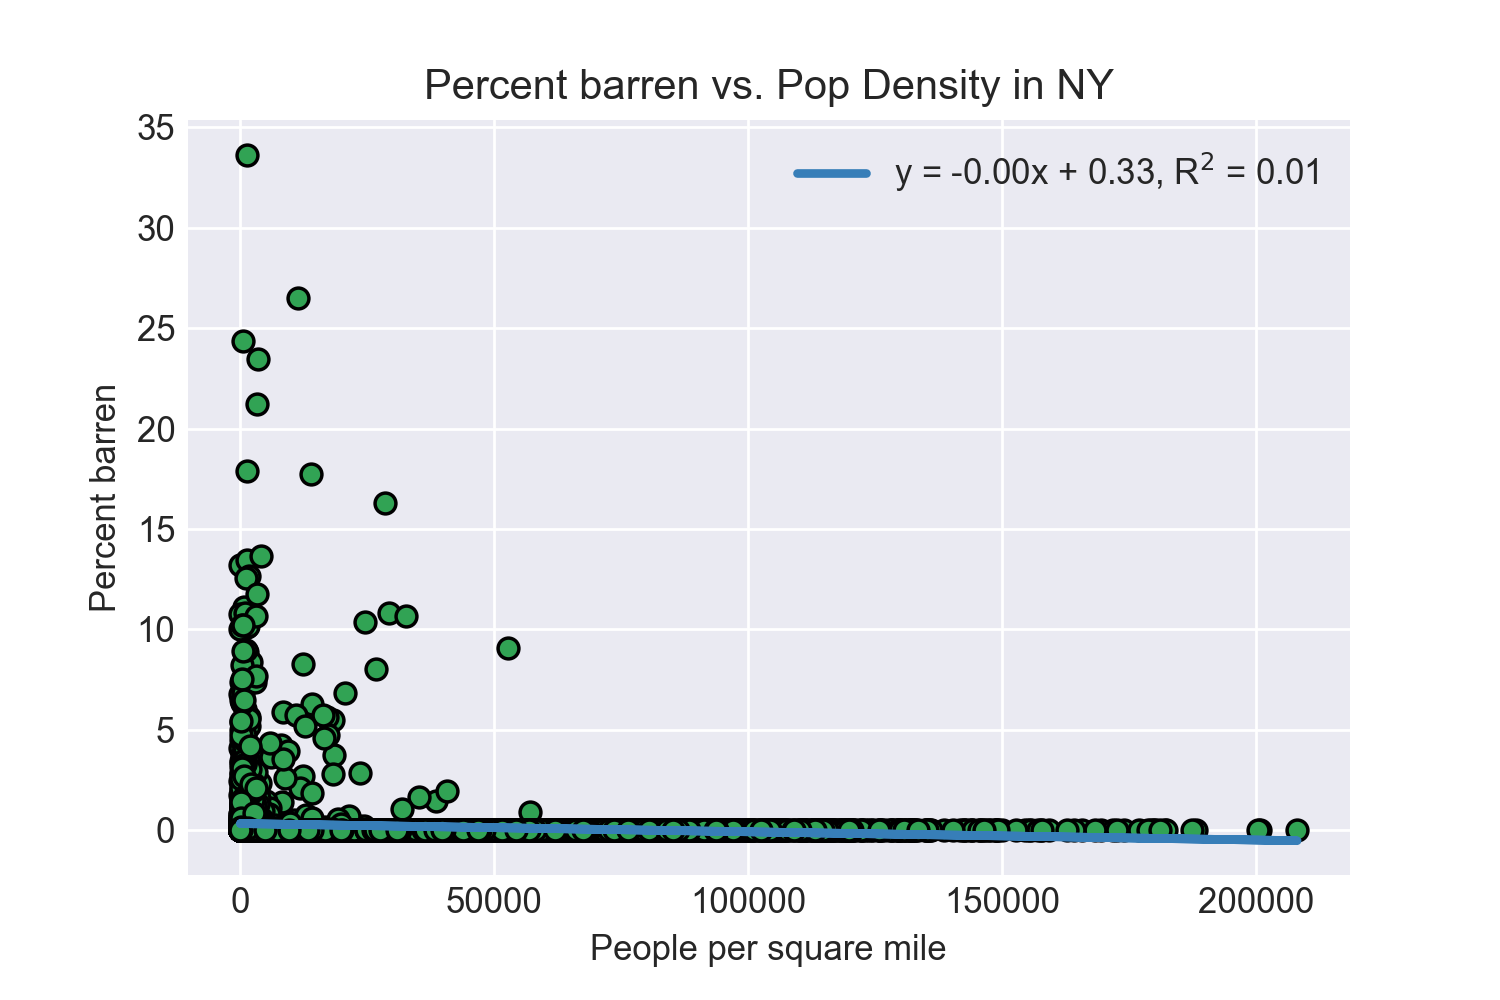 Percent barren vs. Pop Density in NY
35
30
25
20
15
10
5
0
Percent barren
y = -0.00x + 0.33, R² = 0.01
0 50000 100000 150000 200000
People per square mile